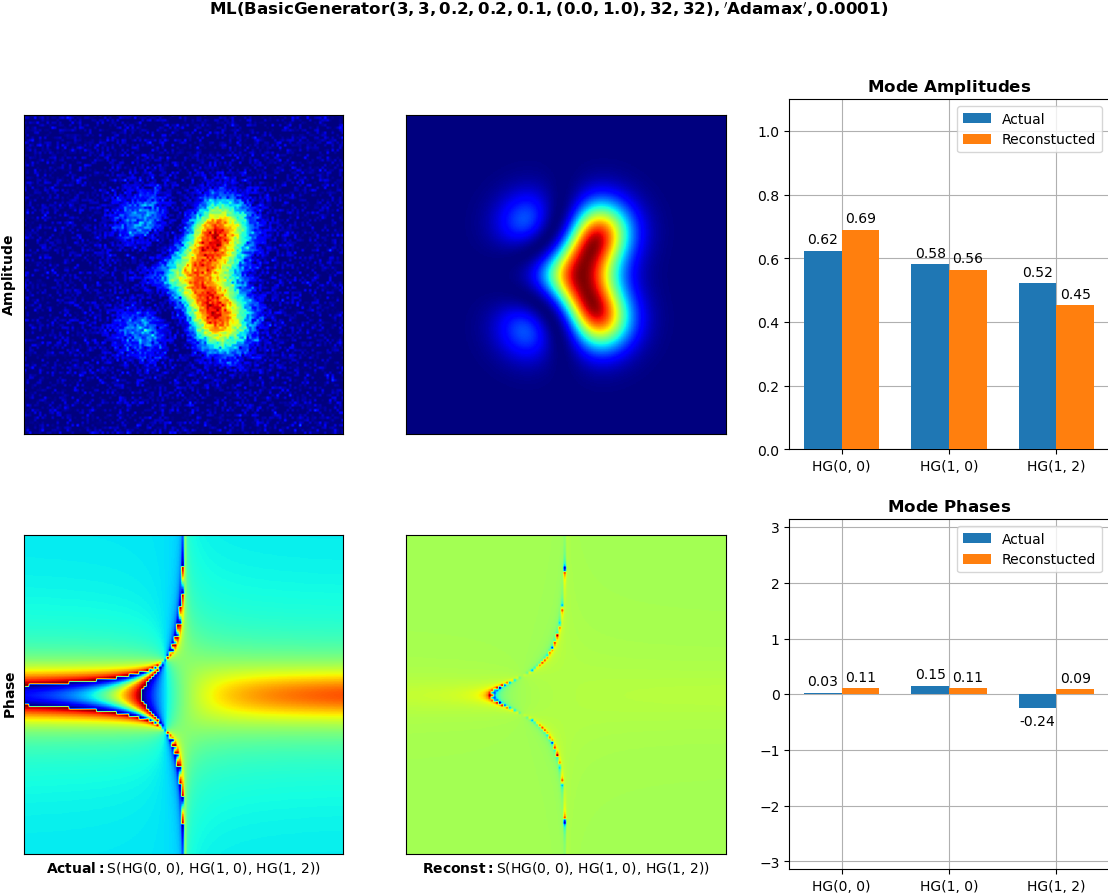 ML(BasicGenerator(3, 3, 0.2, 0.2, 0.1, (0.0, 1.0), 32, 32), 'Adamax', 0.0001)
Amplitude
Mode Amplitudes
Actual
Reconstucted
1.0
0.8
0.6
0.4
0.2
0.0
0.62
0.69
0.58
0.56
0.52
0.45
HG(0, 0)
HG(1, 0)
HG(1, 2)
Phase
Actual: S(HG(0, 0), HG(1, 0), HG(1, 2))
Reconst: S(HG(0, 0), HG(1, 0), HG(1, 2))
Mode Phases
Actual
Reconstucted
3
2
1
0
−1
−2
−3
0.03
0.11
0.15
0.11
-0.24
0.09
HG(0, 0)
HG(1, 0)
HG(1, 2)